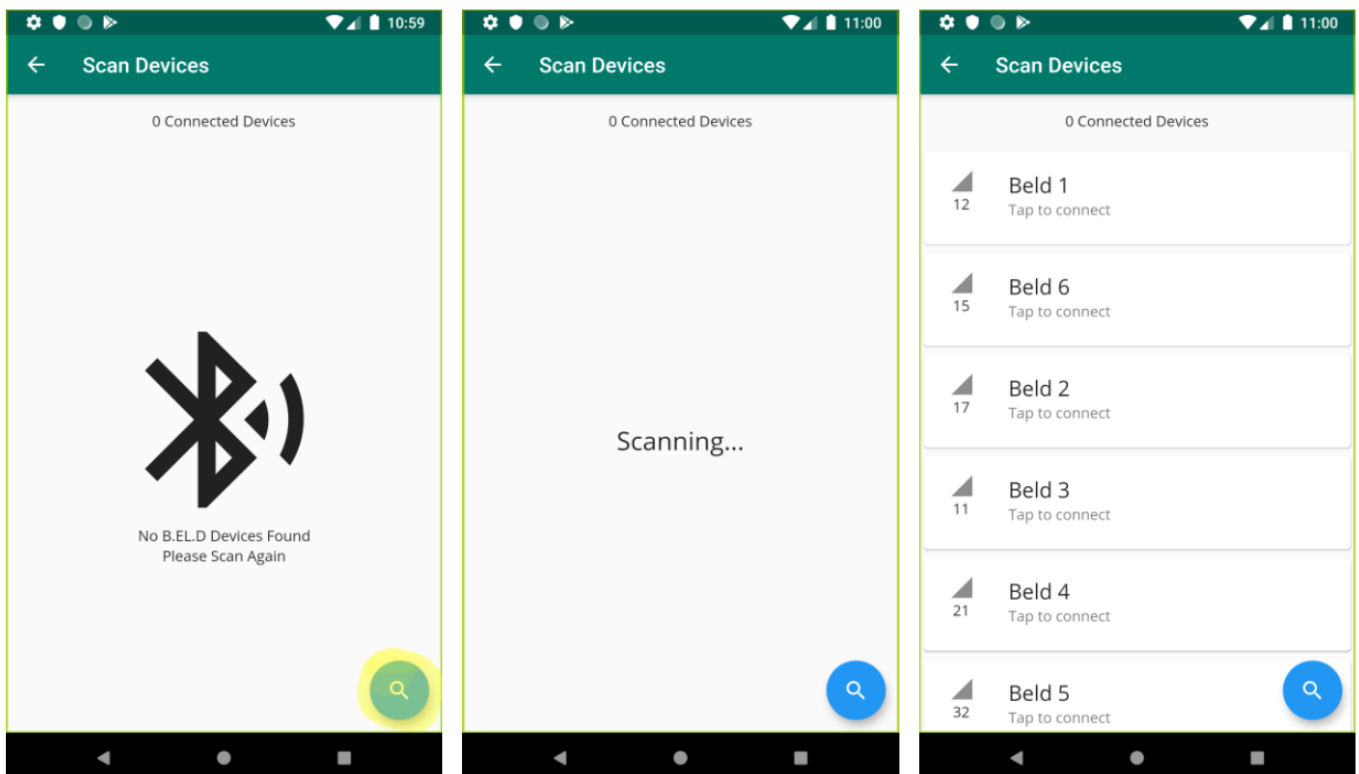 10:59
Scan Devices
0 Connected Devices
No B.EL.D Devices Found
Please Scan Again
11:00
Scan Devices
0 Connected Devices
Scanning...
11:00
Scan Devices
0 Connected Devices
Beld 1
12
Tap to connect
Beld 6
15
Tap to connect
Beld 2
17
Tap to connect
Beld 3
11
Tap to connect
Beld 4
21
Tap to connect
Beld 5
32
Tap to connect